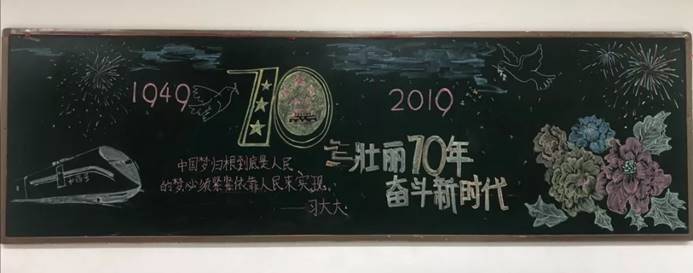 1949
70
2019
中国梦归根到底是人民
的梦必须紧紧依靠人民来实现。
——习大大
壮丽70年
奋斗新时代